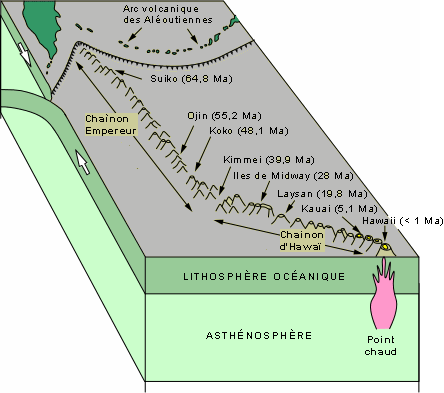 Arc volcanique
des Aléoutiennes
Suiko (64,8 Ma)
Chaînon
Empereur
Ojin (55,2 Ma)
Koko (48,1 Ma)
Kimmei (39,9 Ma)
Iles de Midway (28 Ma)
Laysan (19,8 Ma)
Kauai (5,1 Ma)
Hawaii (< 1 Ma)
Chainon
d'Hawaï
LITHOSPHÈRE OCÉANIQUE
ASTHÉNOSPHÈRE
Point
chaud